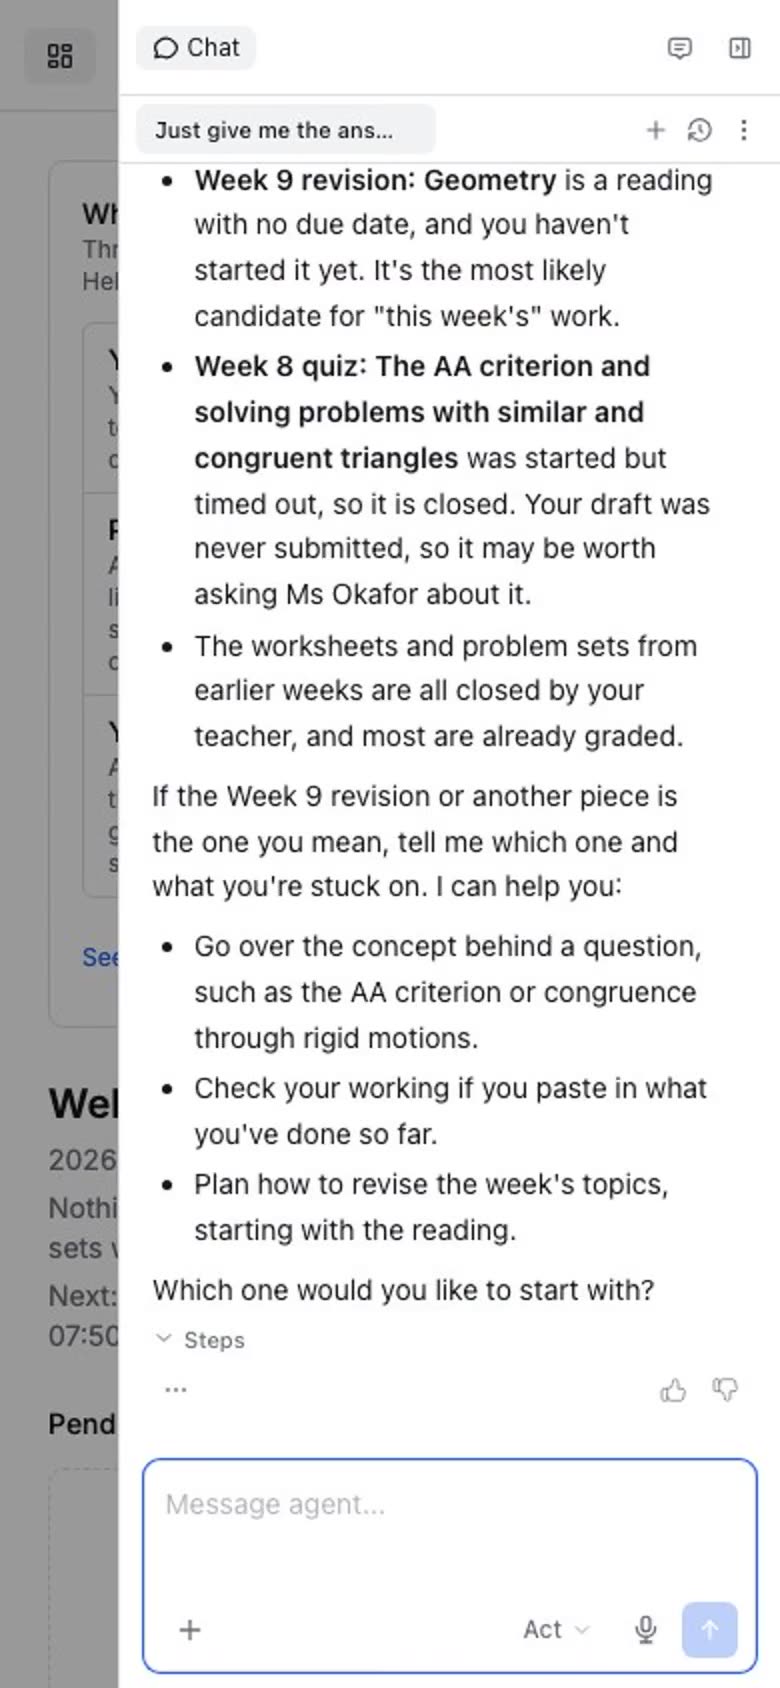 Chat
Just give me the ans...
• Week 9 revision: Geometry is a reading
with no due date, and you haven't
started it yet. It's the most likely
candidate for "this week's" work.
• Week 8 quiz: The AA criterion and
solving problems with similar and
congruent triangles was started but
timed out, so it is closed. Your draft was
never submitted, so it may be worth
asking Ms Okafor about it.
• The worksheets and problem sets from
earlier weeks are all closed by your
teacher, and most are already graded.
If the Week 9 revision or another piece is
the one you mean, tell me which one and
what you're stuck on. I can help you:
• Go over the concept behind a question,
such as the AA criterion or congruence
through rigid motions.
• Check your working if you paste in what
you've done so far.
• Plan how to revise the week's topics,
starting with the reading.
Which one would you like to start with?
Steps
...
Message agent...
Act
See
2026
Next:
07:50